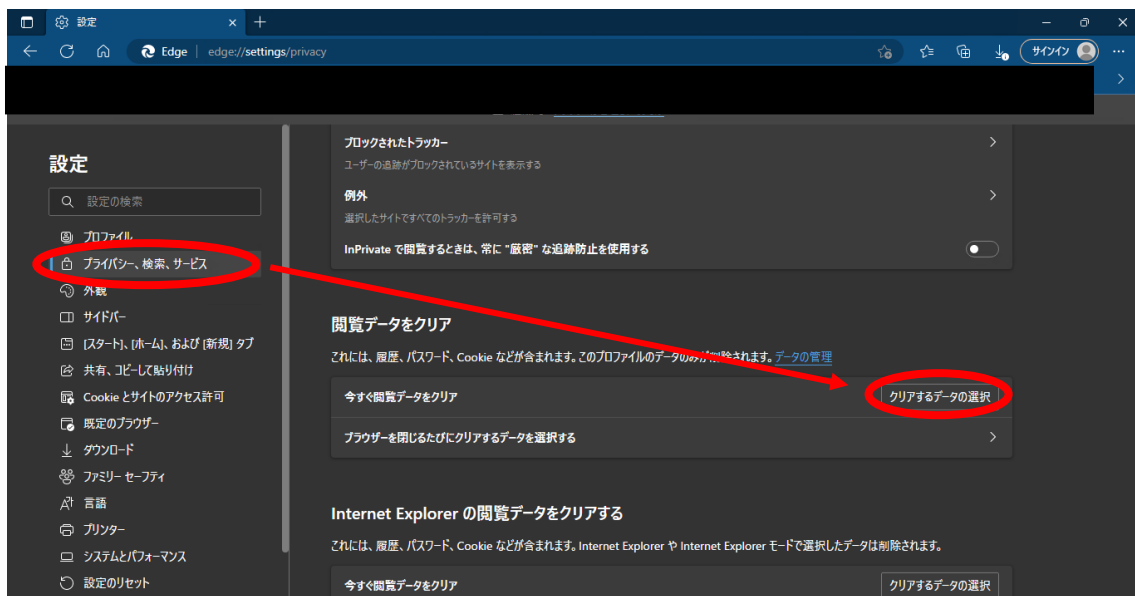 設定
Edge
edge://settings/privacy
サインイン
設定
設定の検索
プロファイル
プライバシー、検索、サービス
外観
サイドバー
[スタート]、[ホーム]、および [新規] タブ
共有、コピーして貼り付け
Cookie とサイトのアクセス許可
既定のブラウザー
ダウンロード
ファミリー セーフティ
言語
プリンター
システムとパフォーマンス
設定のリセット
ブロックされたトラッカー
ユーザーの追跡がブロックされているサイトを表示する
例外
選択したサイトですべてのトラッカーを許可する
InPrivate で閲覧するときは、常に "厳密" な追跡防止を使用する
閲覧データをクリア
これには、履歴、パスワード、Cookie などが含まれます。このプロファイルのデータのみが削除されます。データの管理
今すぐ閲覧データをクリア
クリアするデータの選択
ブラウザーを閉じるたびにクリアするデータを選択する
Internet Explorer の閲覧データをクリアする
これには、履歴、パスワード、Cookie などが含まれます。Internet Explorer や Internet Explorer モードで選択したデータは削除されます。
今すぐ閲覧データをクリア
クリアするデータの選択